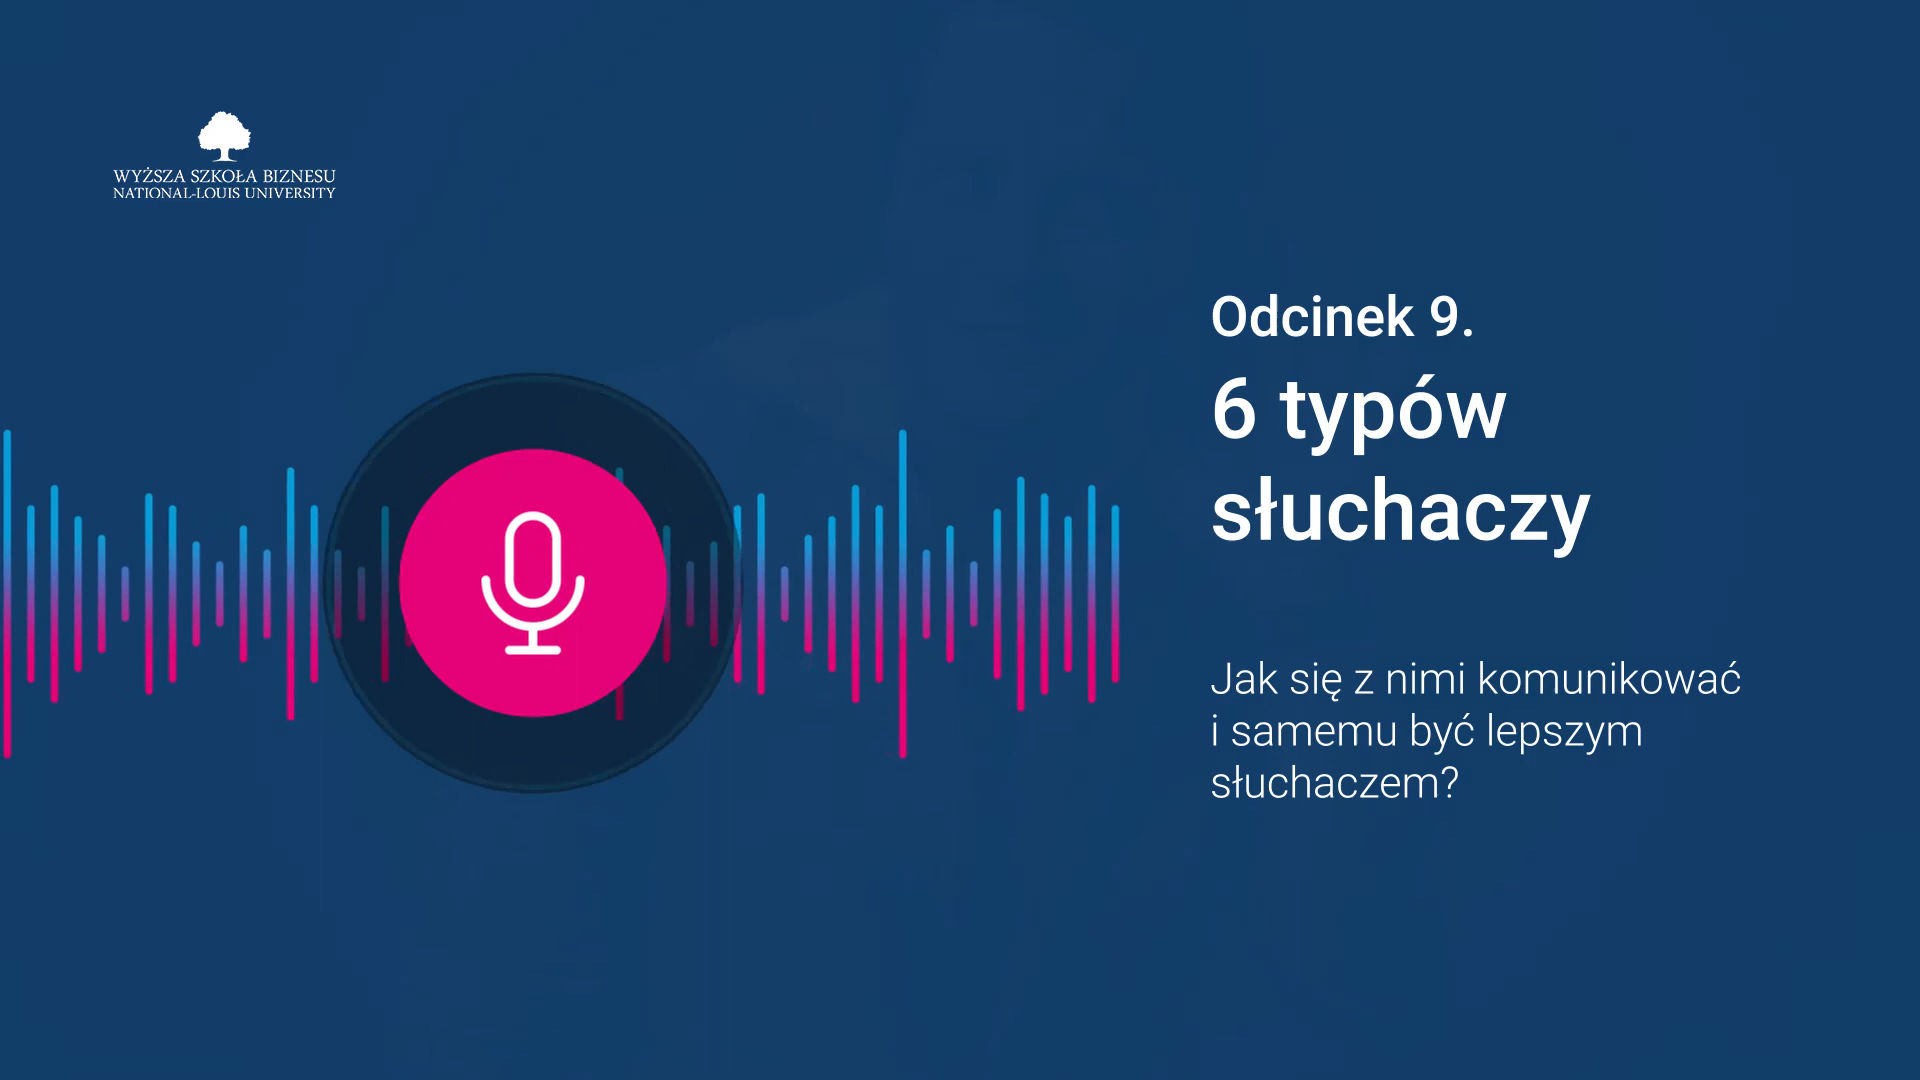 WYŻSZA SZKOŁA BIZNESU
NATIONAL-LOUIS UNIVERSITY
Odcinek 9.
6 typów
słuchaczy
Jak się z nimi komunikować
i samemu być lepszym
słuchaczem?